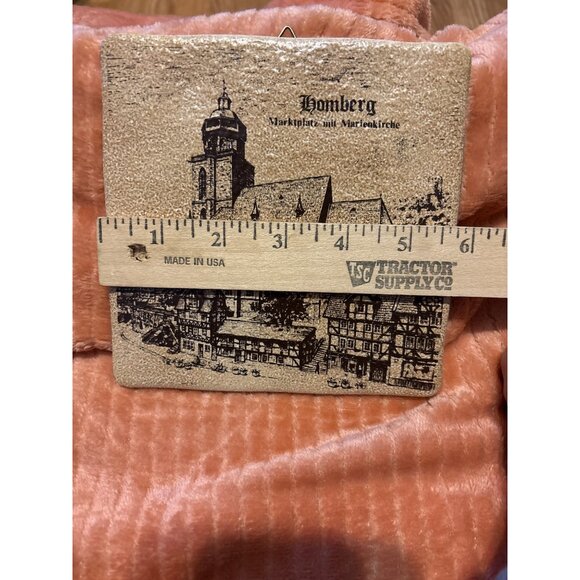 Homberg
Marktplatz mit Marienkirche
1 2 3 4 5 6
MADE IN USA
TSC TRACTOR
SUPPLY CO